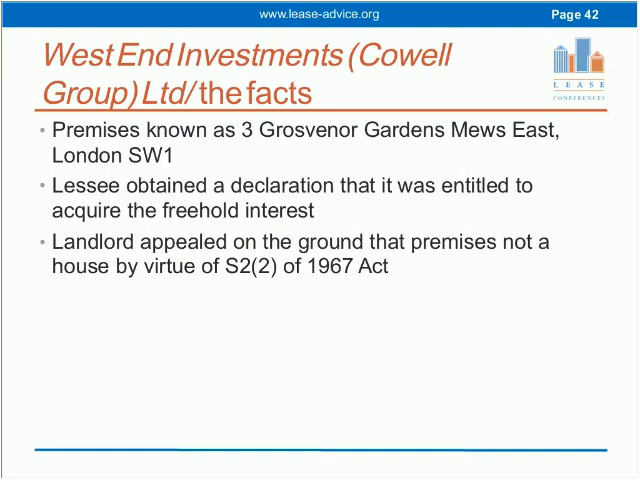 www.lease-advice.org
Page 42
West End Investments (Cowell
Group) Ltd/ the facts
LEASE
CONFERENCES
• Premises known as 3 Grosvenor Gardens Mews East,
London SW1
• Lessee obtained a declaration that it was entitled to
acquire the freehold interest
• Landlord appealed on the ground that premises not a
house by virtue of S2(2) of 1967 Act